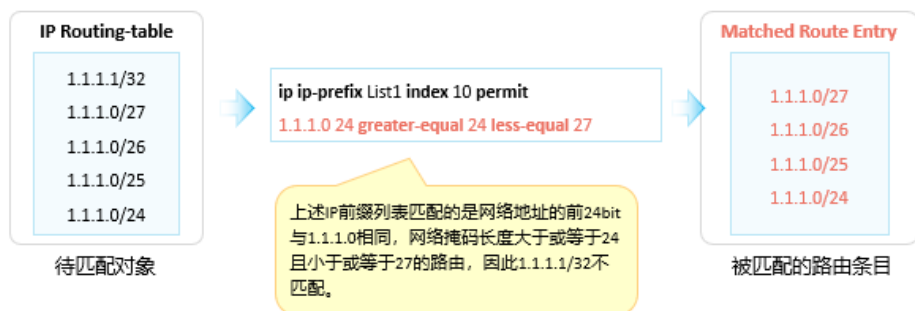 IP Routing-table
1.1.1.1/32
1.1.1.0/27
1.1.1.0/26
1.1.1.0/25
1.1.1.0/24
待匹配对象
ip ip-prefix List1 index 10 permit
1.1.1.0 24 greater-equal 24 less-equal 27
上述IP前缀列表匹配的是网络地址的前24bit
与1.1.1.0相同，网络掩码长度大于或等于24
且小于或等于27的路由，因此1.1.1.1/32不
匹配。
Matched Route Entry
1.1.1.0/27
1.1.1.0/26
1.1.1.0/25
1.1.1.0/24
被匹配的路由条目